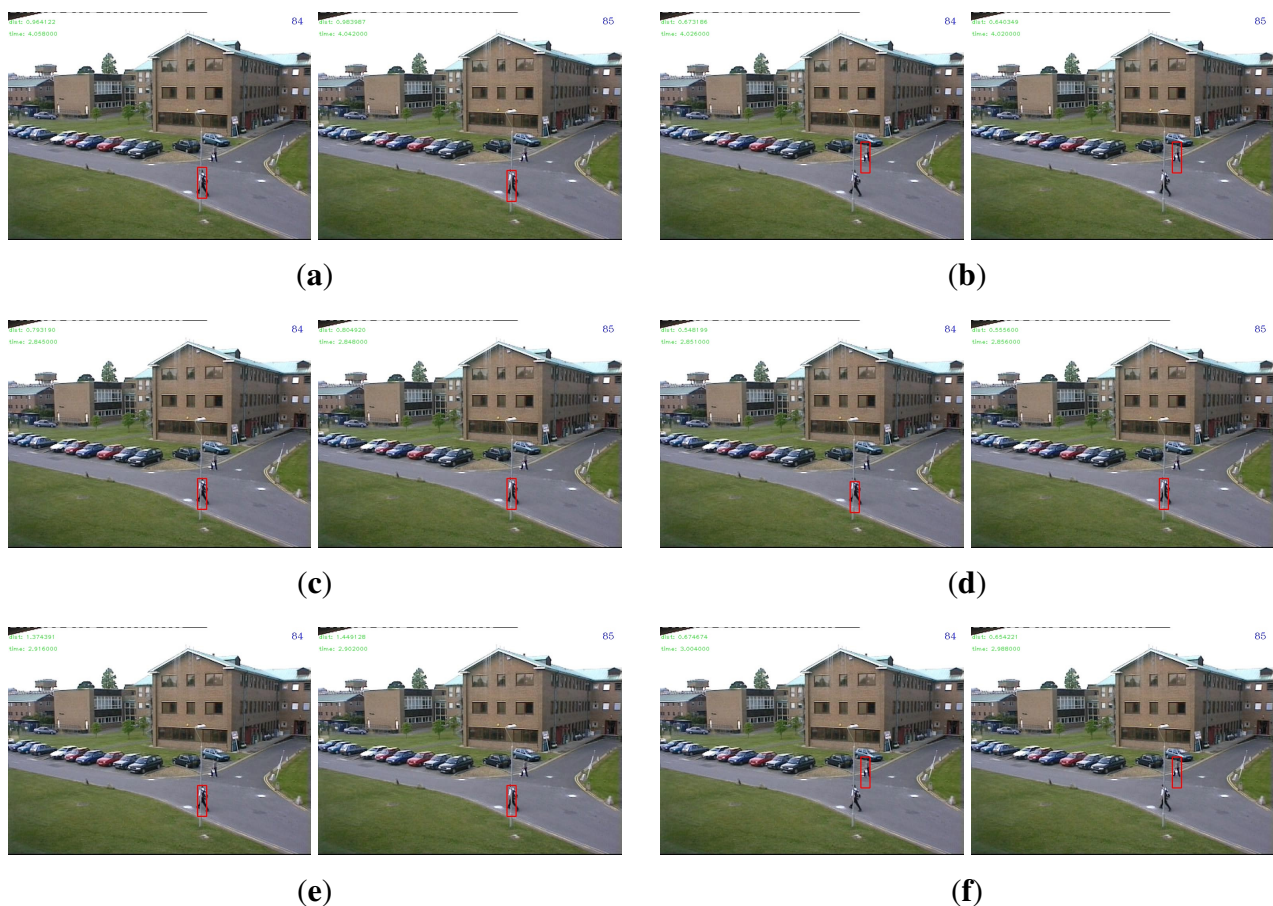 dist: 0.964122
time: 4.058000
84
dist: 0.983987
time: 4.042000
85
dist: 0.673186
time: 4.026000
84
dist: 0.640349
time: 4.020000
85
(a)
(b)
dist: 0.793190
time: 2.845000
84
dist: 0.804920
time: 2.848000
85
dist: 0.548199
time: 2.851000
84
dist: 0.555600
time: 2.856000
85
(c)
(d)
dist: 1.374391
time: 2.916000
84
dist: 1.449128
time: 2.902000
85
dist: 0.674674
time: 3.004000
84
dist: 0.654221
time: 2.988000
85
(e)
(f)